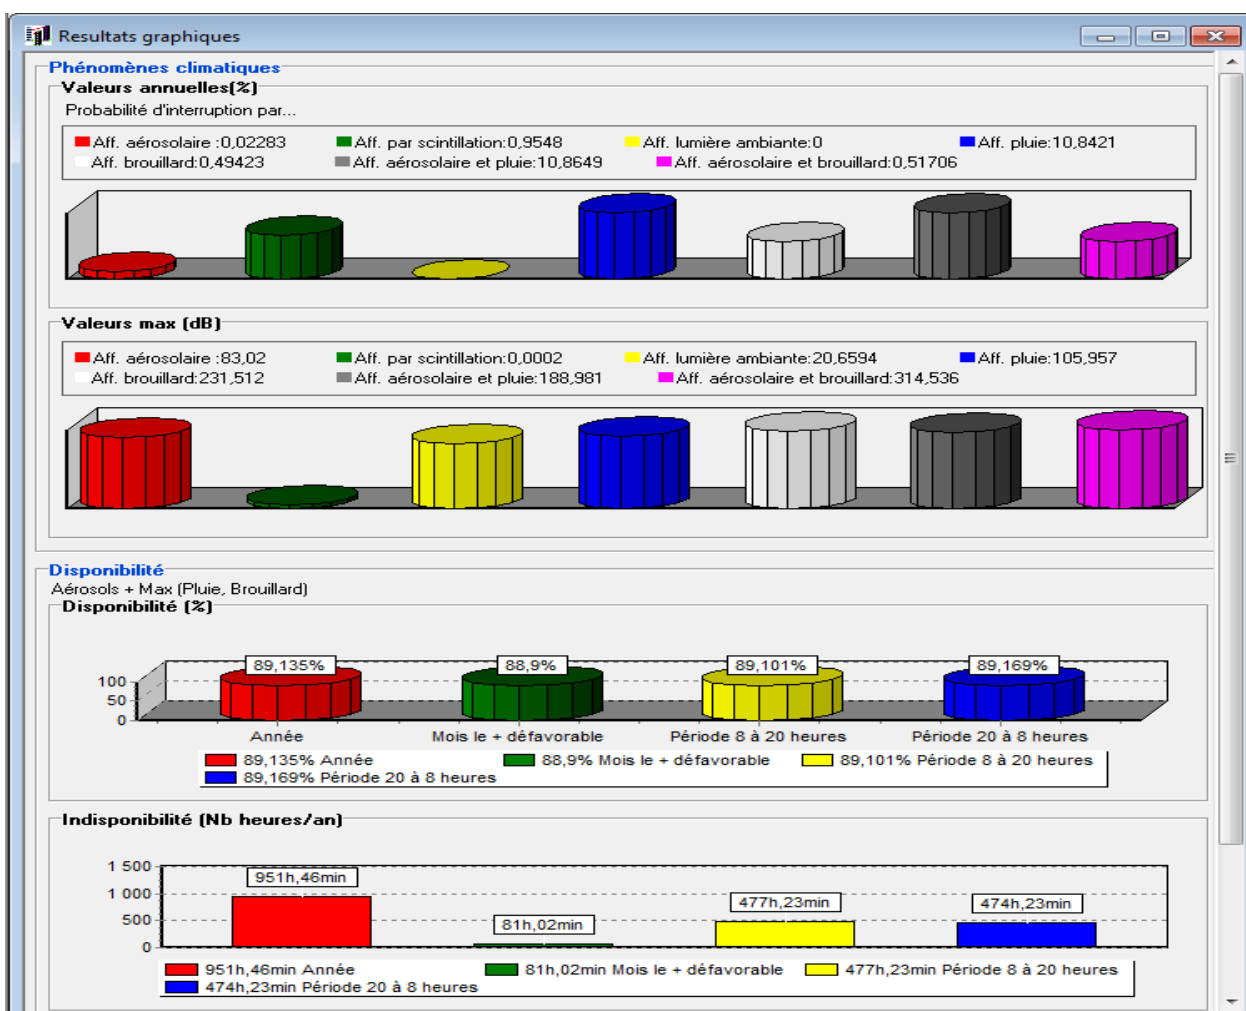 Resultats graphiques
Phénomènes climatiques
Valeurs annuelles(%)
Probabilité d'interruption par...
Aff. aérosolaire :0,02283 Aff. par scintillation:0,9548 Aff. lumière ambiante:0 Aff. pluie:10,8421
Aff. brouillard:0,49423 Aff. aérosolaire et pluie:10,8649 Aff. aérosolaire et brouillard:0,51706
Valeurs max (dB)
Aff. aérosolaire :83,02 Aff. par scintillation:0,0002 Aff. lumière ambiante:20,6594 Aff. pluie:105,957
Aff. brouillard:231,512 Aff. aérosolaire et pluie:188,981 Aff. aérosolaire et brouillard:314,536
Disponibilité
Aérosols + Max (Pluie, Brouillard)
Disponibilité (%)
89,135% 88,9% 89,101% 89,169%
100
50
0
Année Mois le + défavorable Période 8 à 20 heures Période 20 à 8 heures
89,135% Année 88,9% Mois le + défavorable 89,101% Période 8 à 20 heures
89,169% Période 20 à 8 heures
Indisponibilité (Nb heures/an)
1 500
951h,46min
1 000
477h,23min 474h,23min
500
81h,02min
0
951h,46min Année 81h,02min Mois le + défavorable 477h,23min Période 8 à 20 heures
474h,23min Période 20 à 8 heures